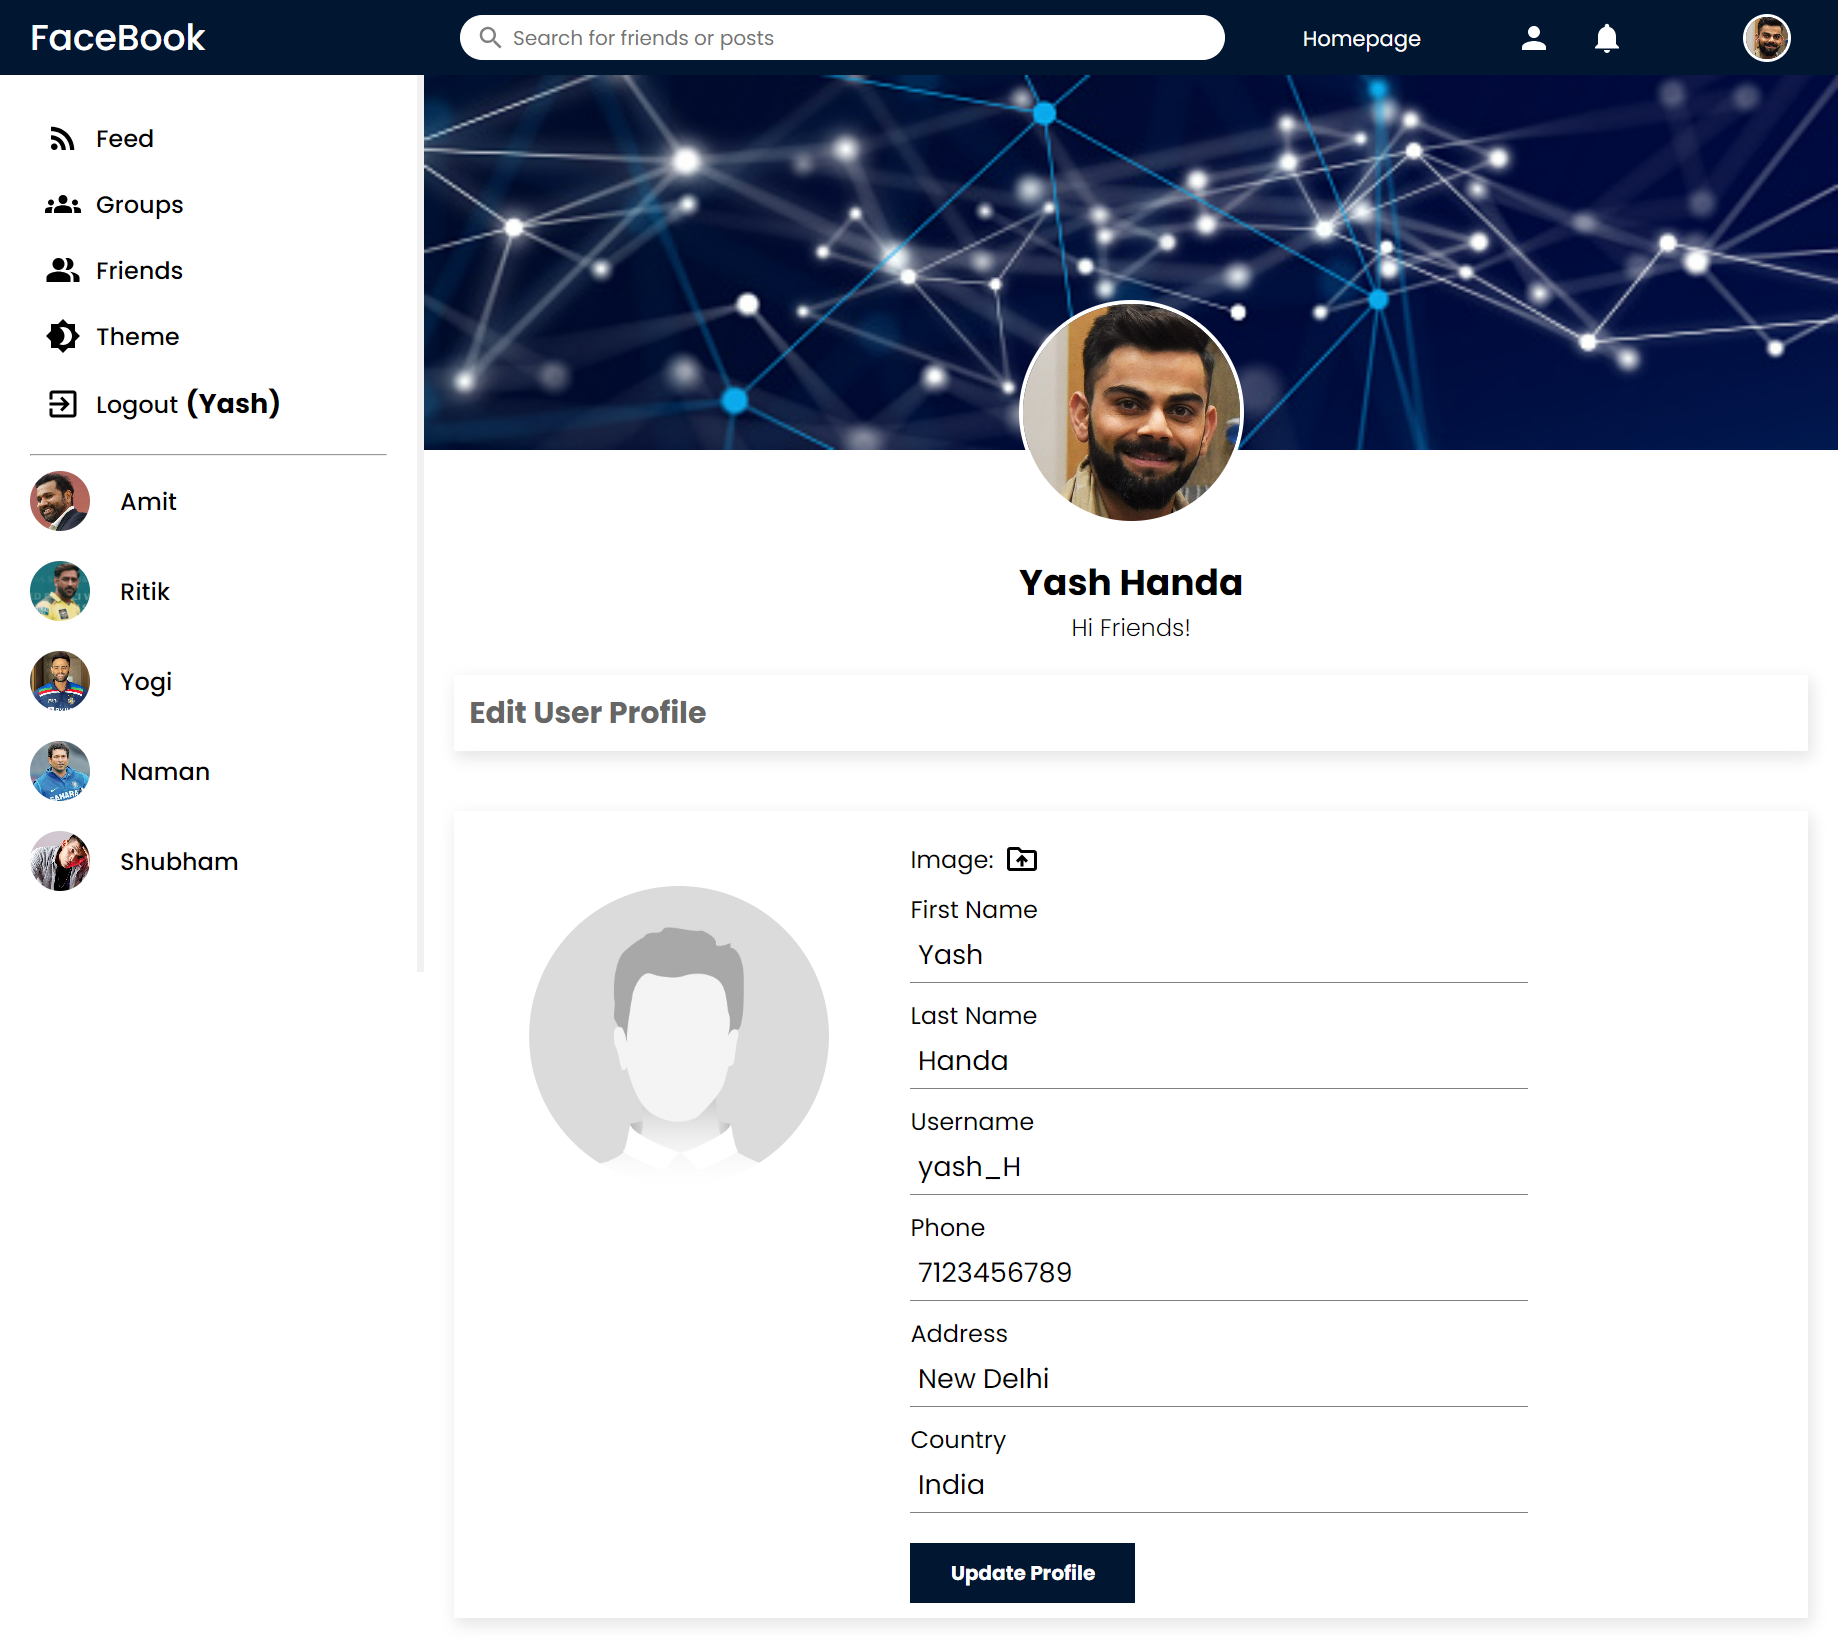 FaceBook
Search for friends or posts
Homepage
Feed
Groups
Friends
Theme
Logout (Yash)
Amit
Ritik
Yogi
Naman
Shubham
Yash Handa
Hi Friends!
Edit User Profile
Image:
First Name
Yash
Last Name
Handa
Username
yash_H
Phone
7123456789
Address
New Delhi
Country
India
Update Profile